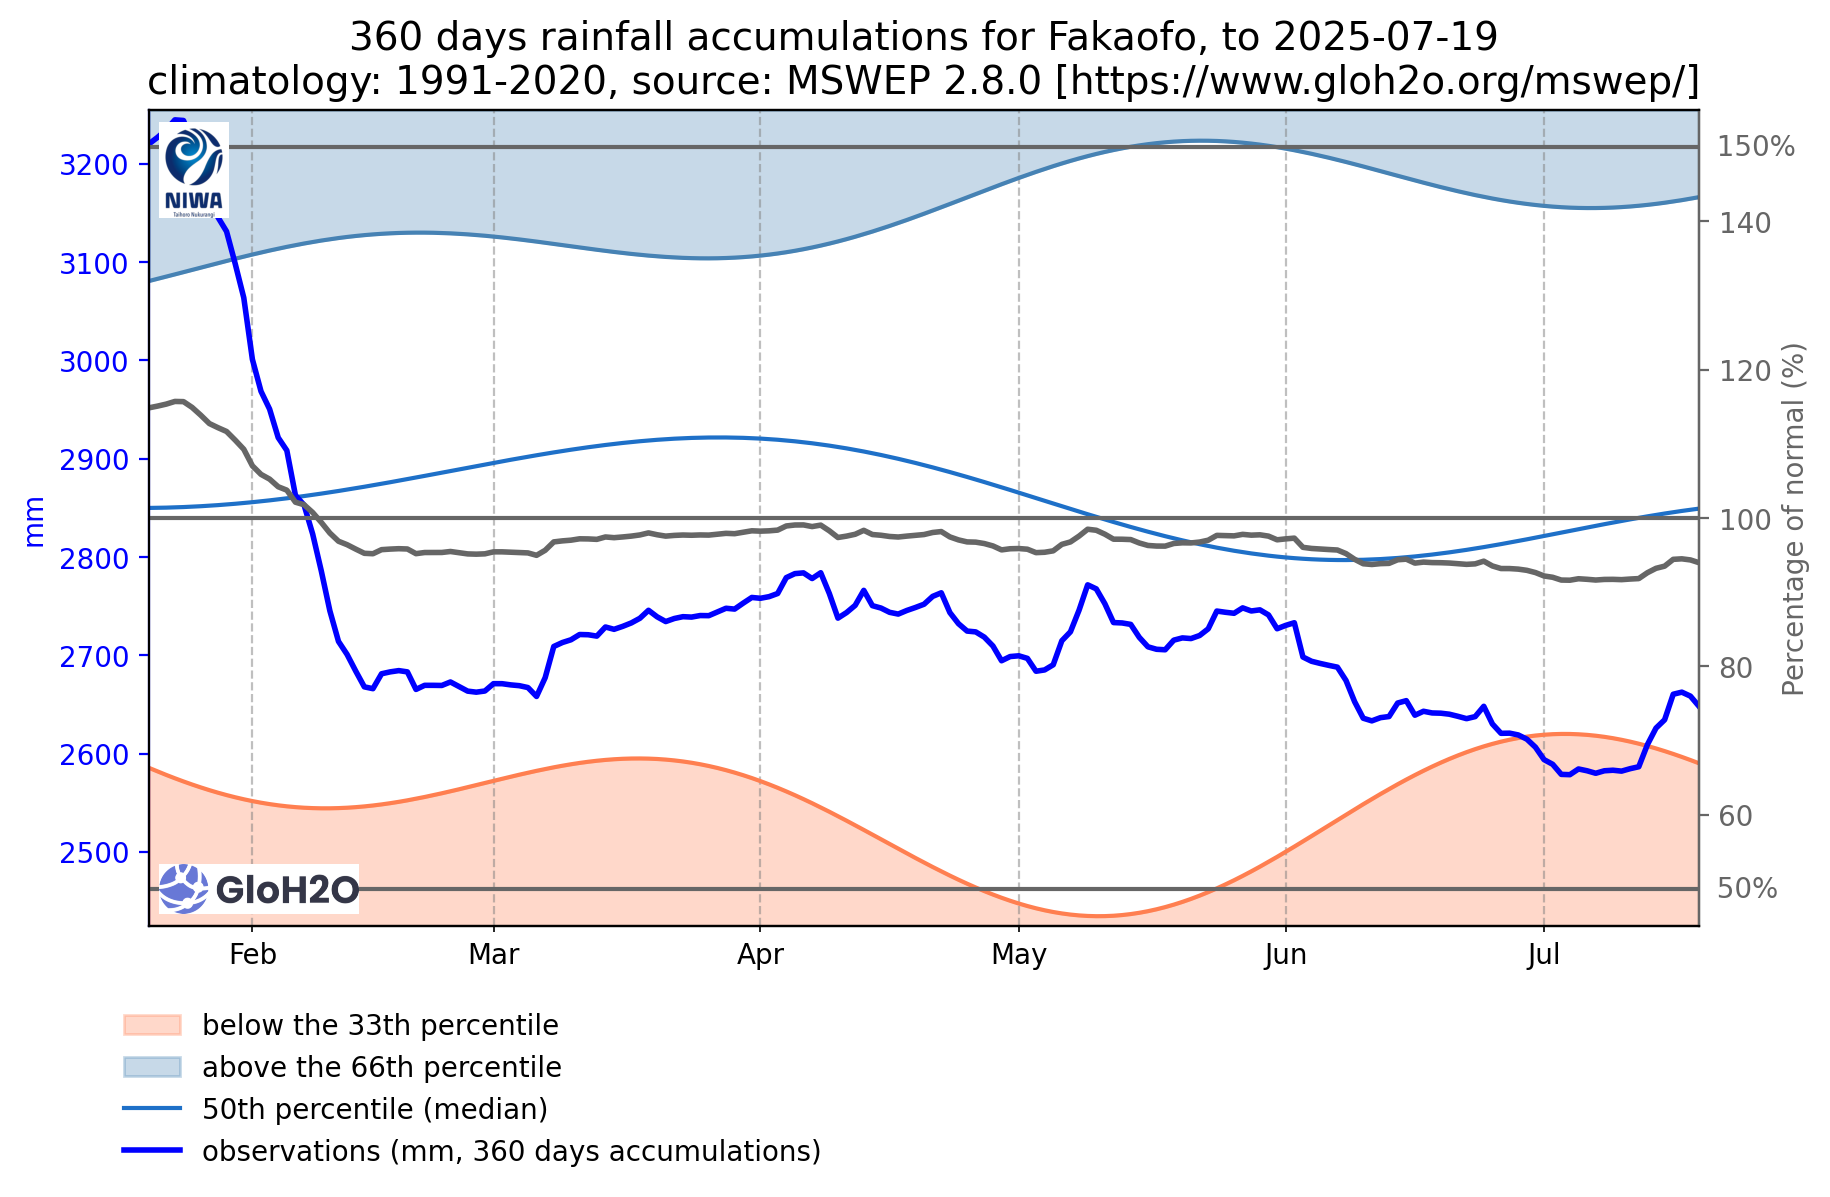 360 days rainfall accumulations for Fakaofo, to 2025-07-19
climatology: 1991-2020, source: MSWEP 2.8.0 [https://www.gloh2o.org/mswep/]
3200
3100
3000
2900
2800
2700
2600
2500
mm
NIWA
Taihoro Nukurangi
GloH2O
150%
140
120
100
80
60
50%
Percentage of normal (%)
Feb
Mar
Apr
May
Jun
Jul
below the 33th percentile
above the 66th percentile
50th percentile (median)
observations (mm, 360 days accumulations)